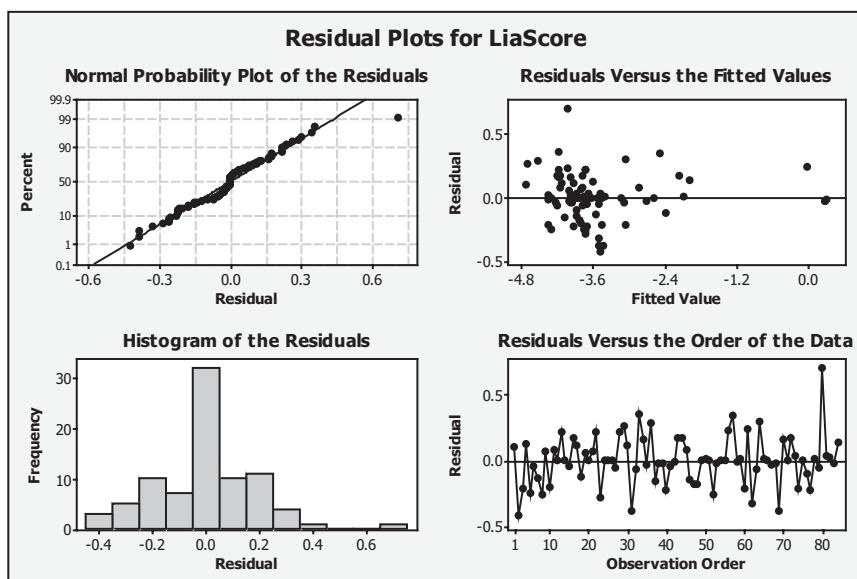 Residual Plots for LiaScore
Normal Probability Plot of the Residuals
99.9
99
90
50
10
1
0.1
Percent
-0.6 -0.3 0.0 0.3 0.6
Residual
Residuals Versus the Fitted Values
0.5
0.0
-0.5
Residual
-4.8 -3.6 -2.4 -1.2 0.0
Fitted Value
Histogram of the Residuals
30
20
10
0
Frequency
-0.4 -0.2 0.0 0.2 0.4 0.6
Residual
Residuals Versus the Order of the Data
0.5
0.0
-0.5
Residual
1 10 20 30 40 50 60 70 80
Observation Order